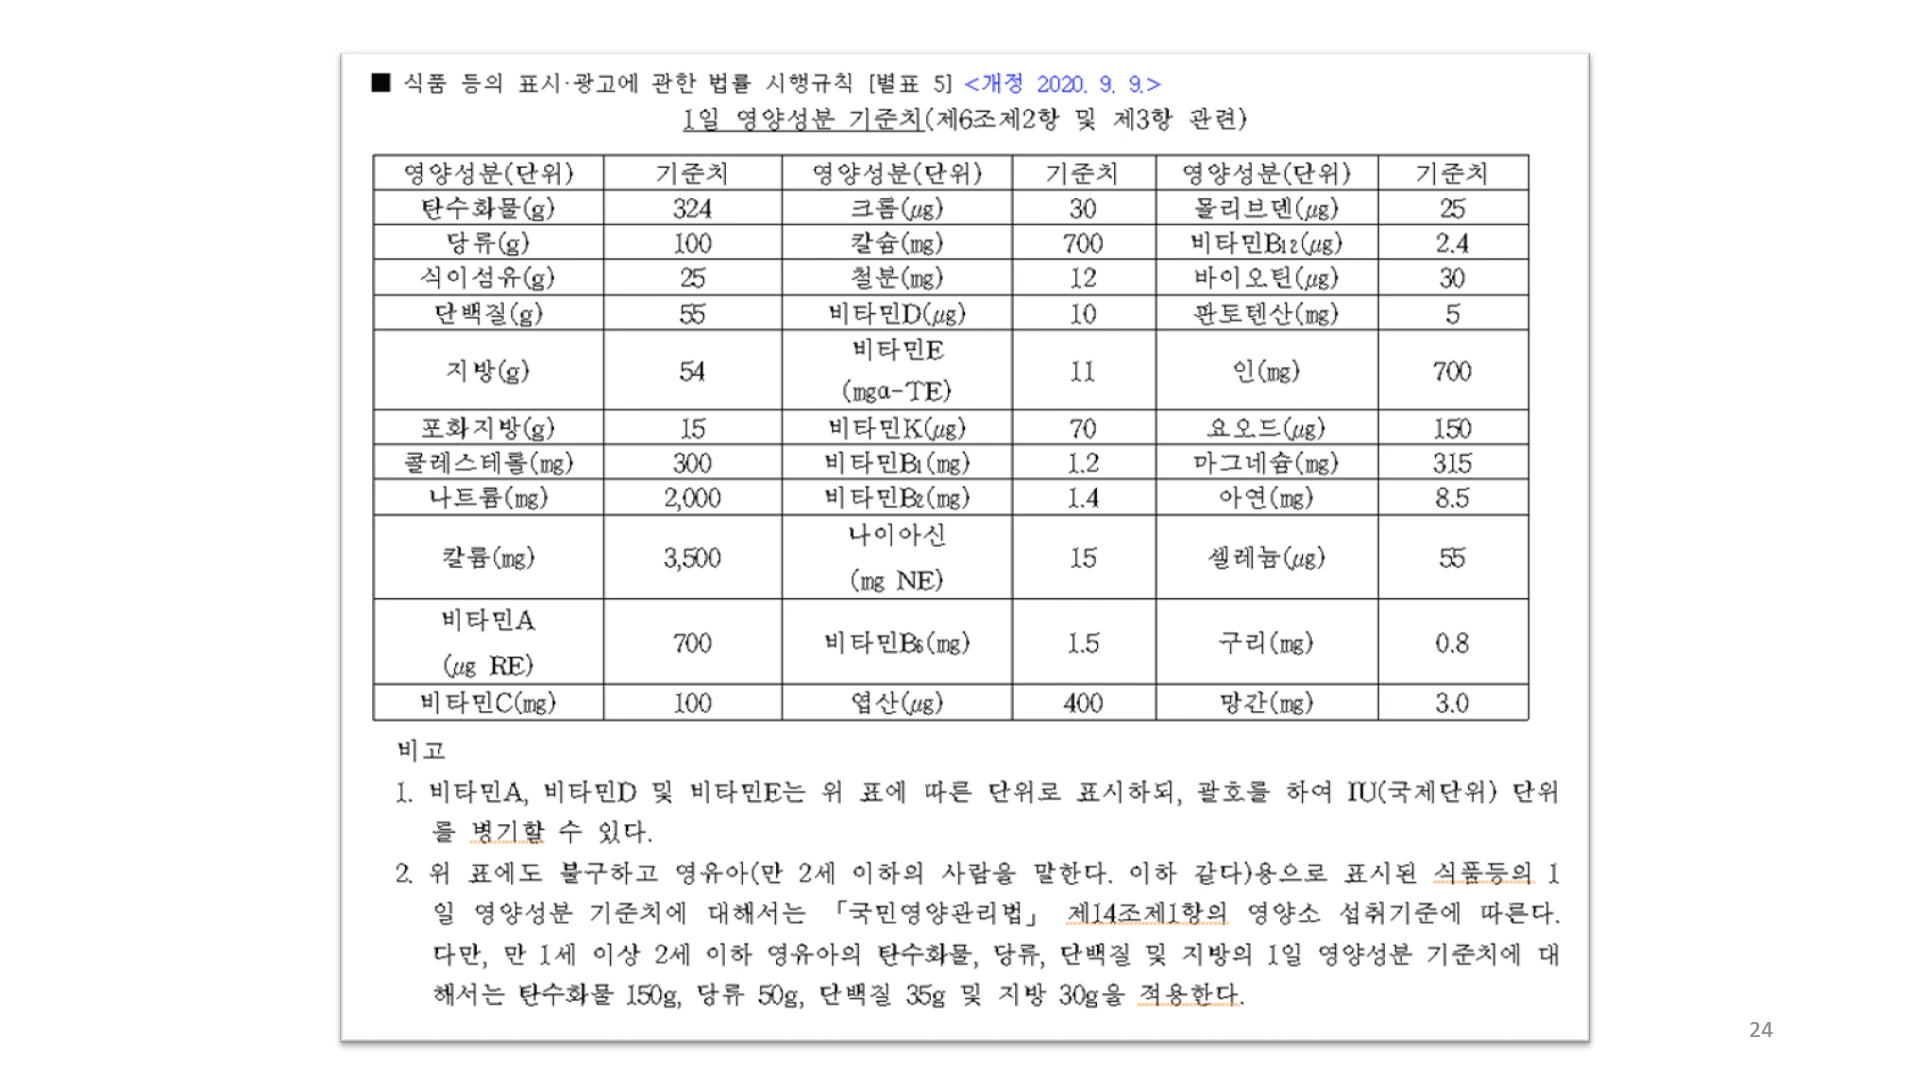 ■ 식품 등의 표시·광고에 관한 법률 시행규칙 [별표 5] <개정 2020. 9. 9.>
1일 영양성분 기준치(제6조제2항 및 제3항 관련)
영양성분(단위) 기준치 영양성분(단위) 기준치 영양성분(단위) 기준치
탄수화물(g) 324 크롬(㎍) 30 몰리브덴(㎍) 25
당류(g) 100 칼슘(㎎) 700 비타민B₁₂(㎍) 2.4
식이섬유(g) 25 철분(㎎) 12 바이오틴(㎍) 30
단백질(g) 55 비타민D(㎍) 10 판토텐산(㎎) 5
지방(g) 54 비타민E (㎎α-TE) 11 인(㎎) 700
포화지방(g) 15 비타민K(㎍) 70 요오드(㎍) 150
콜레스테롤(㎎) 300 비타민B₁(㎎) 1.2 마그네슘(㎎) 315
나트륨(㎎) 2,000 비타민B₂(㎎) 1.4 아연(㎎) 8.5
칼륨(㎎) 3,500 나이아신 (㎎ NE) 15 셀레늄(㎍) 55
비타민A (㎍ RE) 700 비타민B₆(㎎) 1.5 구리(㎎) 0.8
비타민C(㎎) 100 엽산(㎍) 400 망간(㎎) 3.0
비고
1. 비타민A, 비타민D 및 비타민E는 위 표에 따른 단위로 표시하되, 괄호를 하여 IU(국제단위) 단위
를 병기할 수 있다.
2. 위 표에도 불구하고 영유아(만 2세 이하의 사람을 말한다. 이하 같다)용으로 표시된 식품등의 1
일 영양성분 기준치에 대해서는 「국민영양관리법」 제14조제1항의 영양소 섭취기준에 따른다.
다만, 만 1세 이상 2세 이하 영유아의 탄수화물, 당류, 단백질 및 지방의 1일 영양성분 기준치에 대
해서는 탄수화물 150g, 당류 50g, 단백질 35g 및 지방 30g을 적용한다.
24